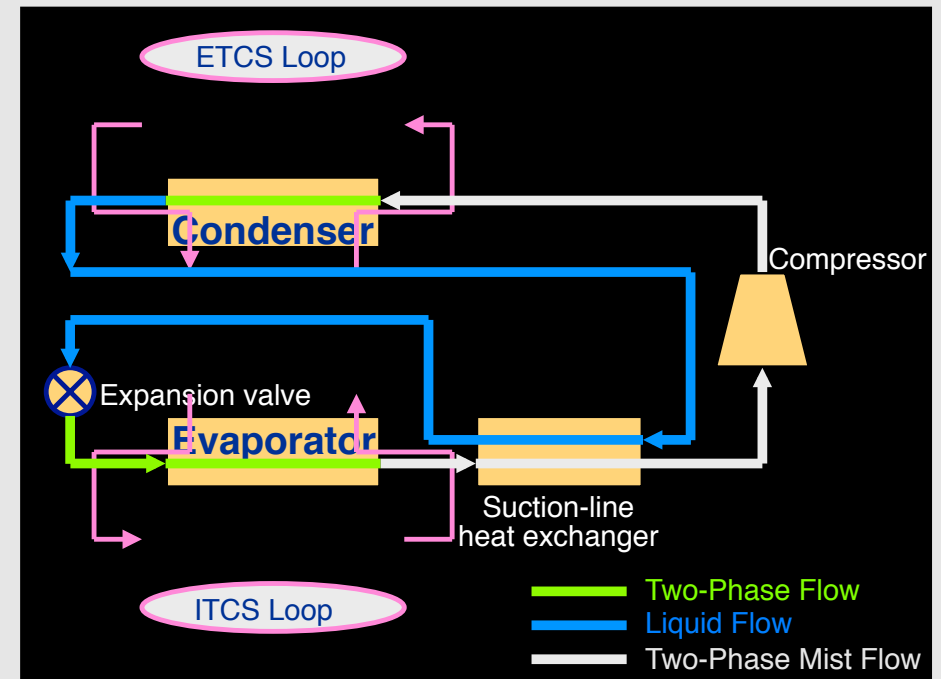 ETCS Loop
Condenser
Compressor
Expansion valve
Evaporator
Suction-line
heat exchanger
ITCS Loop
Two-Phase Flow
Liquid Flow
Two-Phase Mist Flow